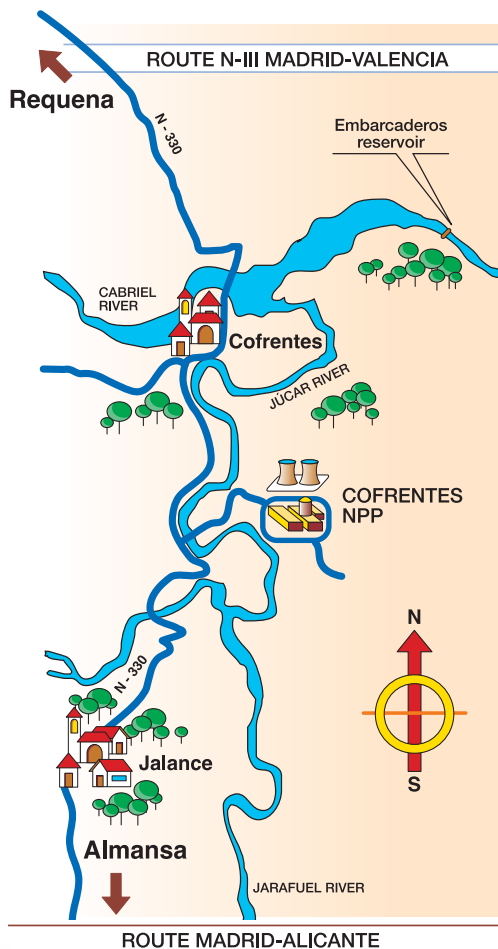 ROUTE N-III MADRID-VALENCIA
Requena
N - 330
Embarcaderos
reservoir
CABRIEL
RIVER
Cofrentes
JÚCAR RIVER
COFRENTES
NPP
N
S
N - 330
Jalance
Almansa
JARAFUEL RIVER
ROUTE MADRID-ALICANTE